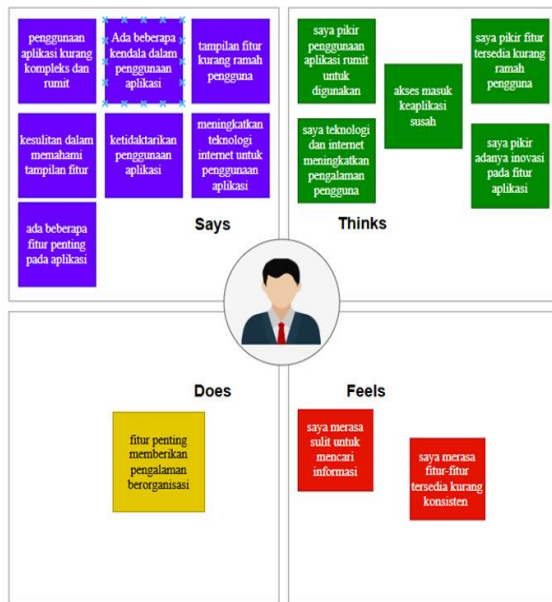 penggunaan
aplikasi kurang
kompleks dan
rumit
Ada beberapa
kendala dalam
penggunaan
aplikasi
tampilan fitur
kurang ramah
pengguna
kesulitan dalam
memahami
tampilan fitur
ketidaktarikan
penggunaan
aplikasi
meningkatkan
teknologi
internet untuk
penggunaan
aplikasi
ada beberapa
fitur penting
pada aplikasi
Says
saya pikir
penggunaan
aplikasi rumit
untuk
digunakan
akses masuk
keaplikasi
susah
saya pikir fitur
tersedia kurang
ramah
pengguna
saya teknologi
dan internet
meningkatkan
pengalaman
pengguna
saya pikir
adanya inovasi
pada fitur
aplikasi
Thinks
Does
fitur penting
memberikan
pengalaman
berorganisasi
Feels
saya merasa
sulit untuk
mencari
informasi
saya merasa
fitur-fitur
tersedia kurang
konsisten